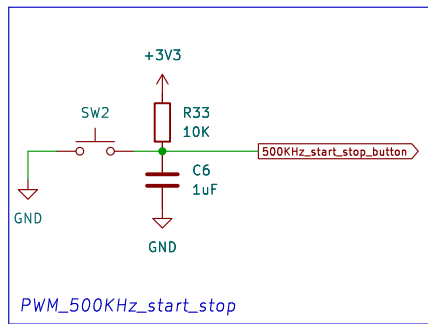 +3V3
SW2
R33
10K
500KHz_start_stop_button
C6
1uF
GND
GND
PWM_500KHz_start_stop